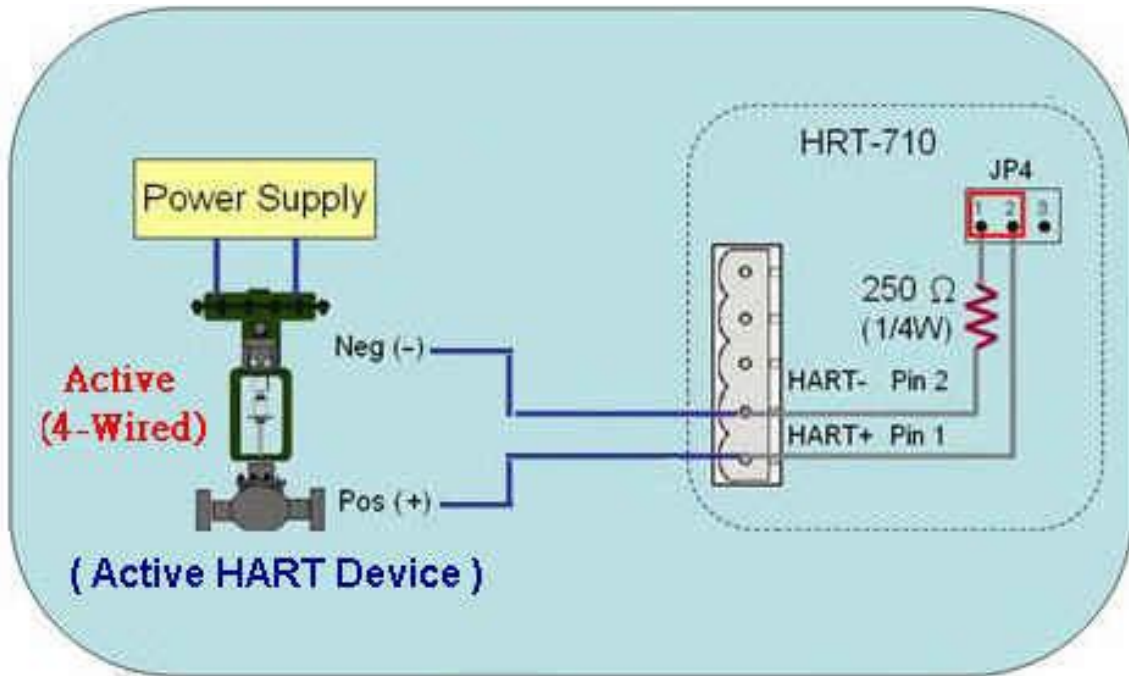 HRT-710
JP4
1 2 3
Power Supply
250 Ω
(1/4W)
Neg (-)
Active
(4-Wired)
HART- Pin 2
HART+ Pin 1
Pos (+)
( Active HART Device )